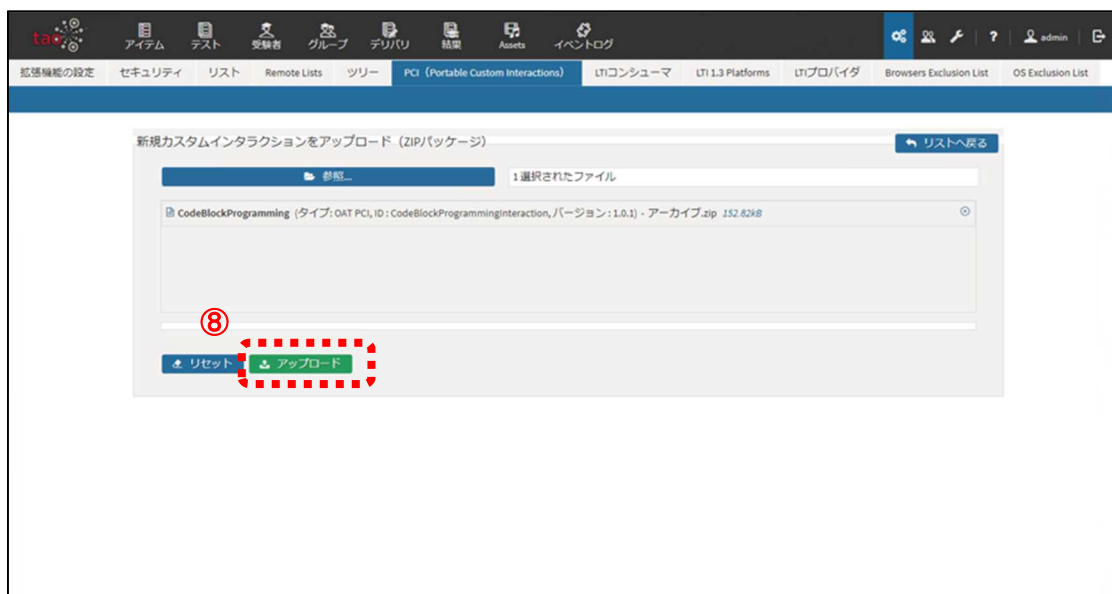 tao
アイテム テスト 受験者 グループ デリバリ 結果 Assets イベントログ ? admin
拡張機能の設定 セキュリティ リスト Remote Lists ツリー PCI（Portable Custom Interactions） LTIコンシューマ LTI 1.3 Platforms LTIプロバイダ Browsers Exclusion List OS Exclusion List
新規カスタムインタラクションをアップロード（ZIPパッケージ） リストへ戻る
参照... 1選択されたファイル
CodeBlockProgramming (タイプ: OAT PCI, ID : CodeBlockProgrammingInteraction, バージョン : 1.0.1) - アーカイブ.zip 152.82kB
⑧
リセット アップロード